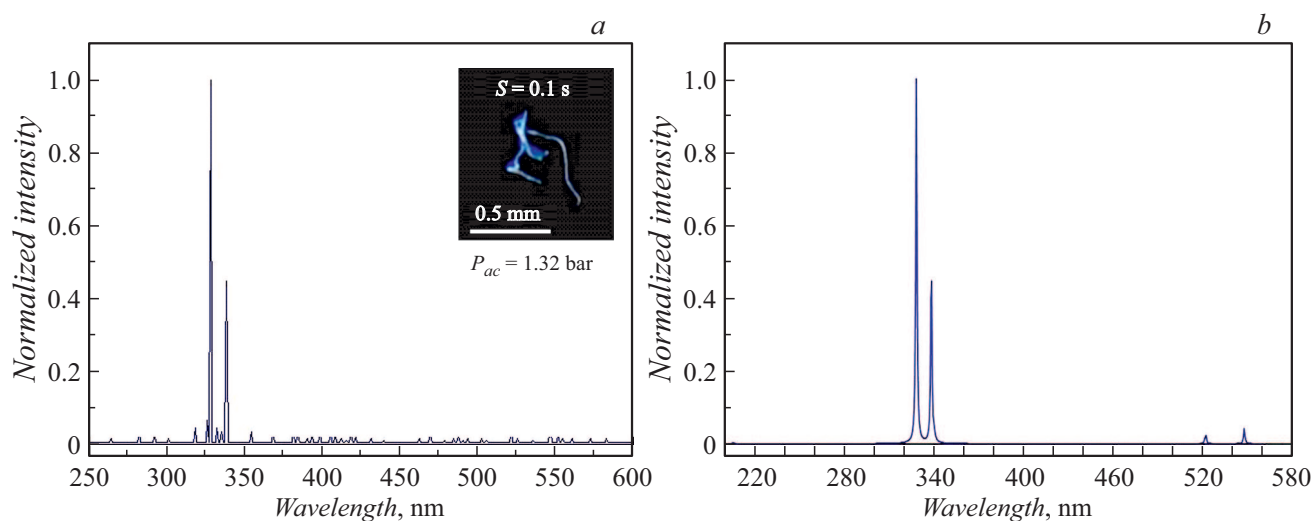 a
Normalized intensity
1.0
0.8
0.6
0.4
0.2
0
250 300 350 400 450 500 550 600
Wavelength, nm
S = 0.1 s
0.5 mm
P_ac = 1.32 bar
b
Normalized intensity
1.0
0.8
0.6
0.4
0.2
0
220 280 340 400 460 520 580
Wavelength, nm